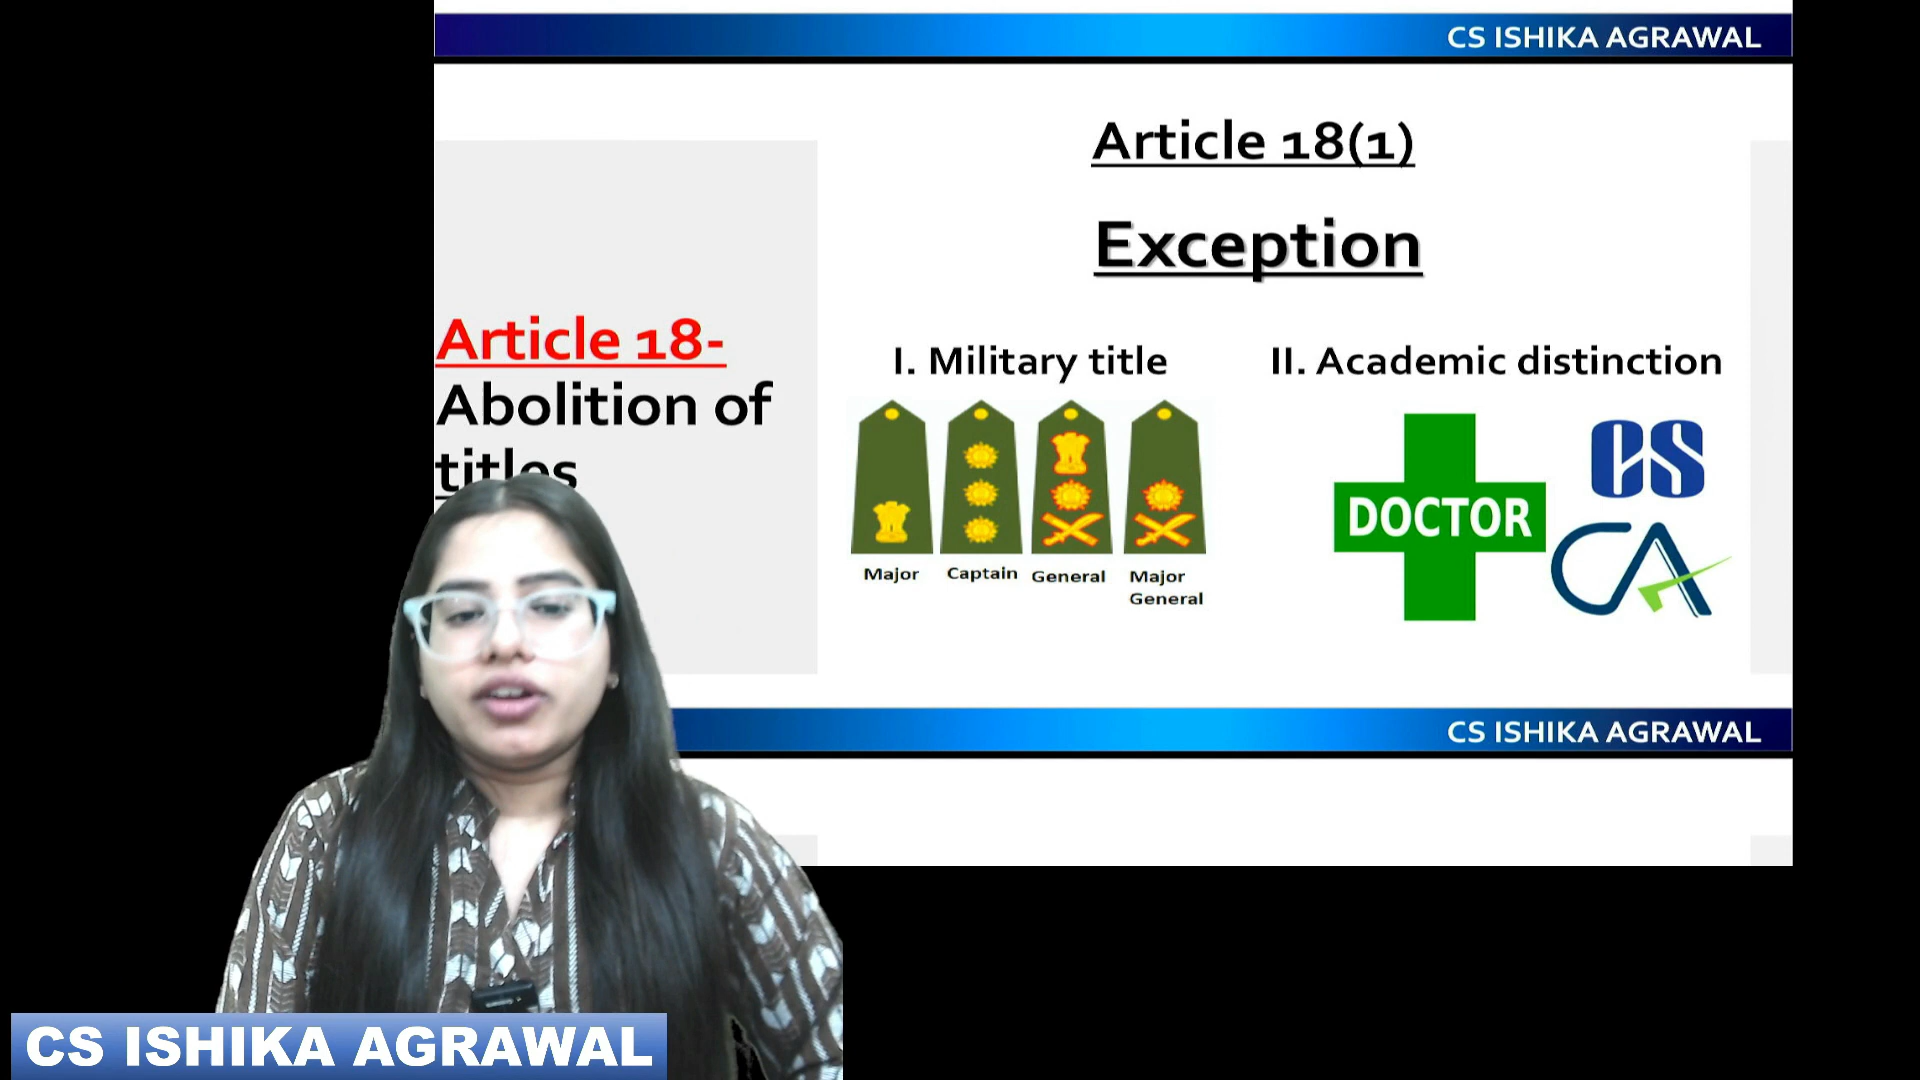 CS ISHIKA AGRAWAL
Article 18(1)
Exception
Article 18-
Abolition of
titles
I. Military title
II. Academic distinction
Major
Captain
General
Major
General
DOCTOR
CS
CA
CS ISHIKA AGRAWAL
CS ISHIKA AGRAWAL